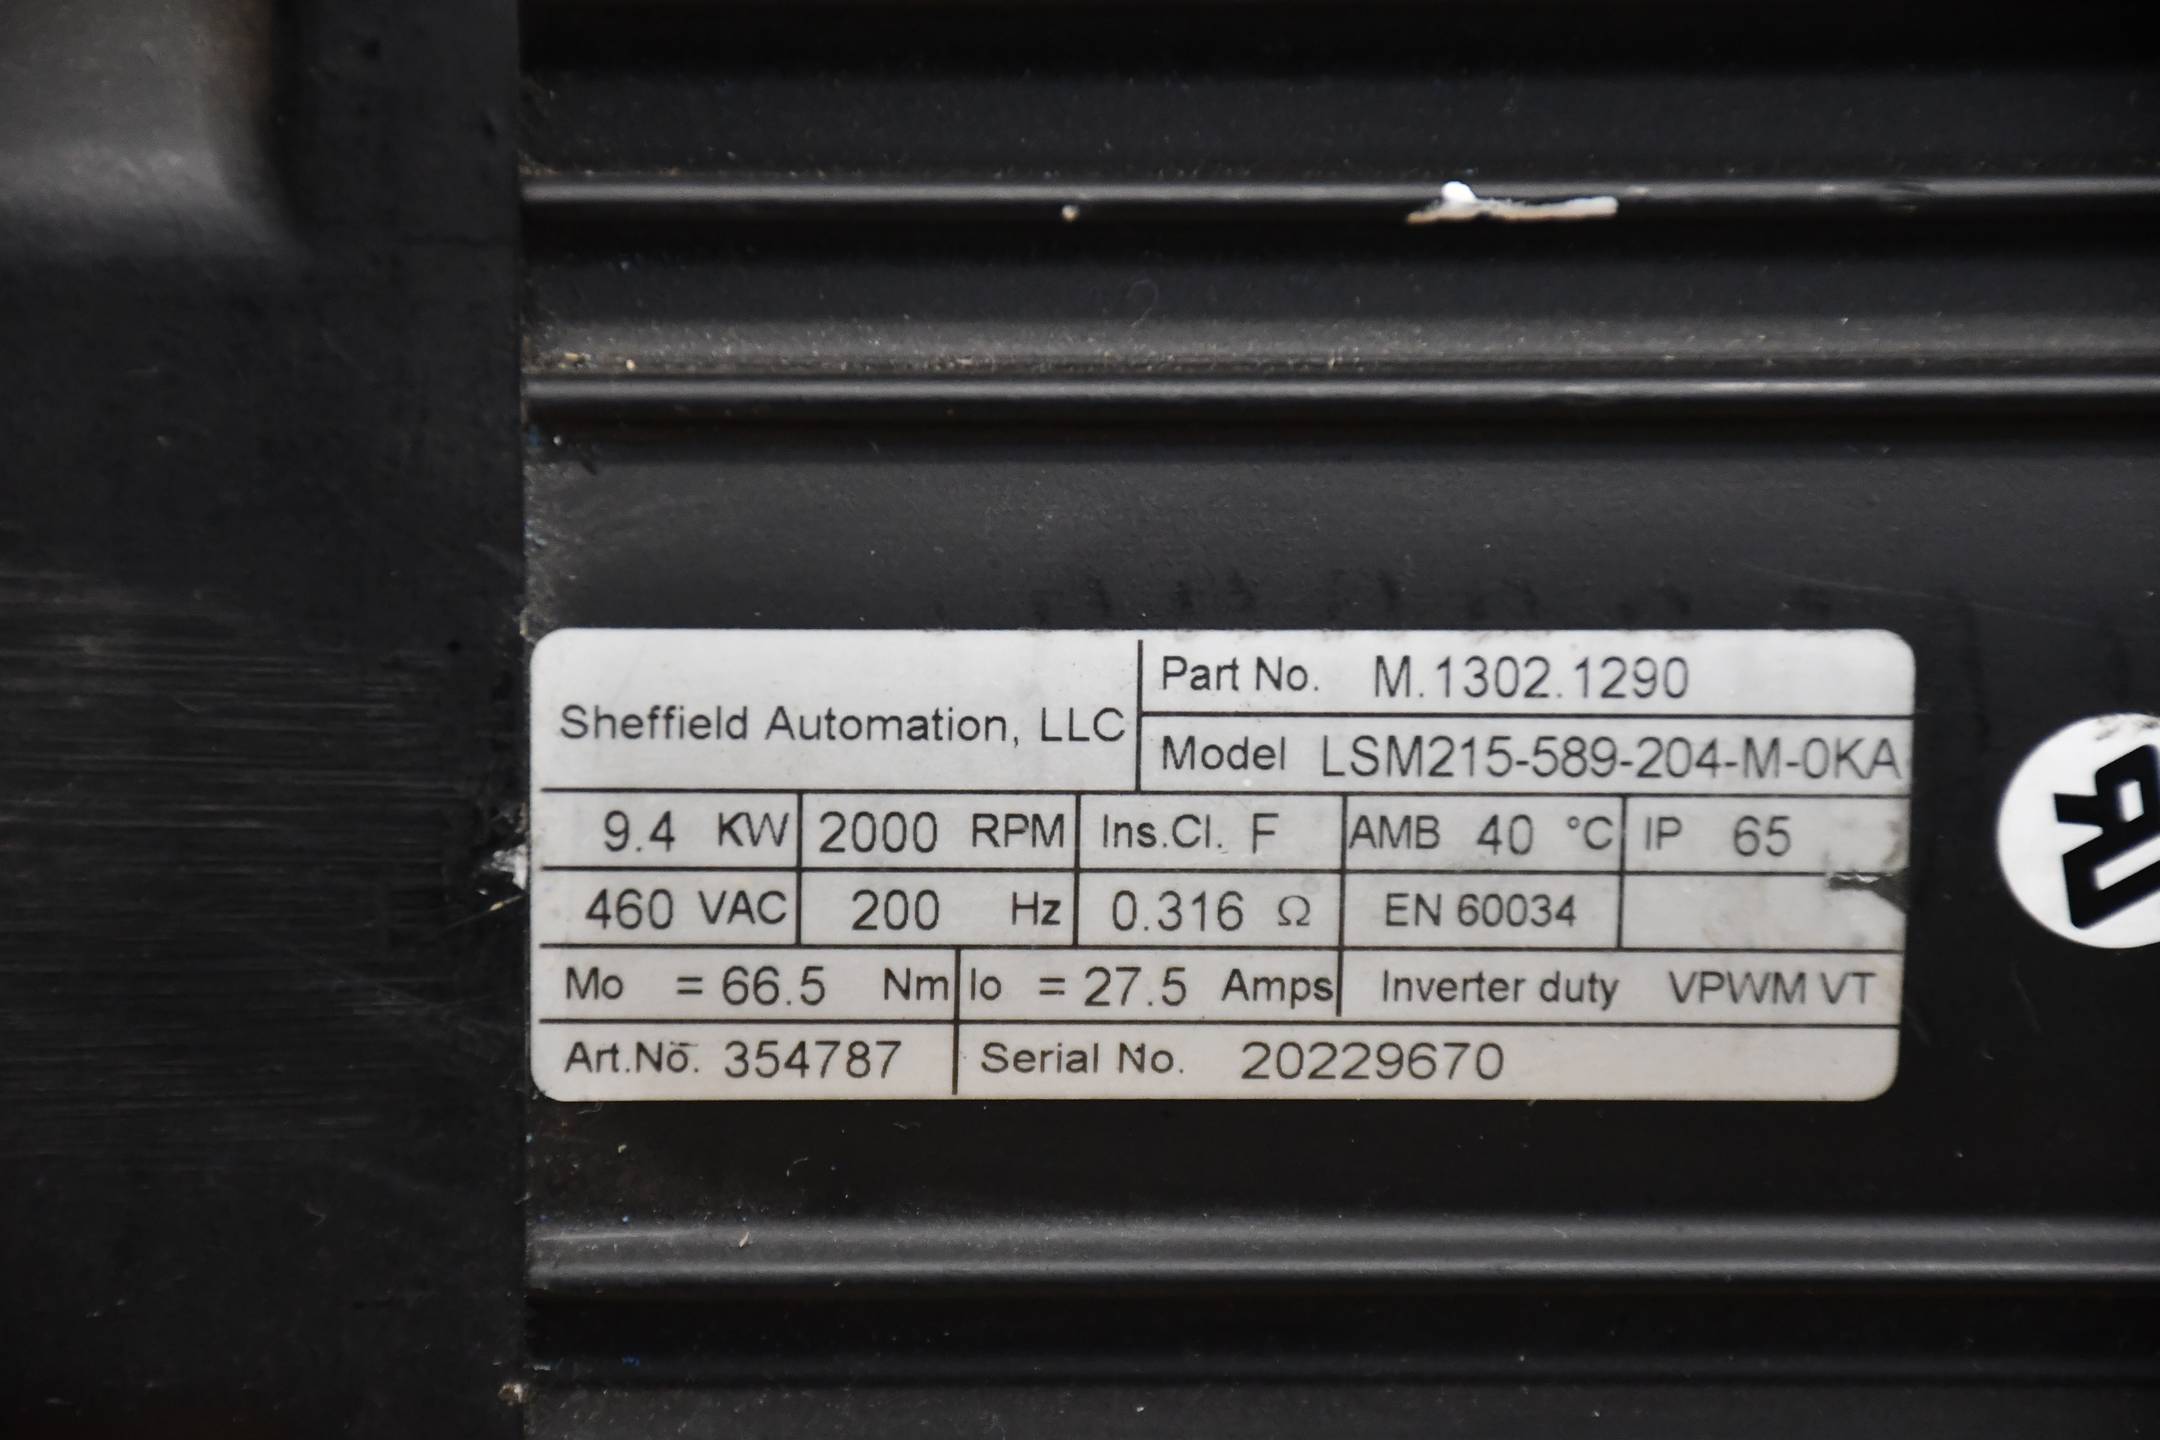 Sheffield Automation, LLC
Part No. M.1302.1290
Model LSM215-589-204-M-0KA
9.4 KW 2000 RPM Ins.Cl. F AMB 40 °C IP 65
460 VAC 200 Hz 0.316 Ω EN 60034
Mo = 66.5 Nm Io = 27.5 Amps Inverter duty VPWM VT
Art.No. 354787 Serial No. 20229670